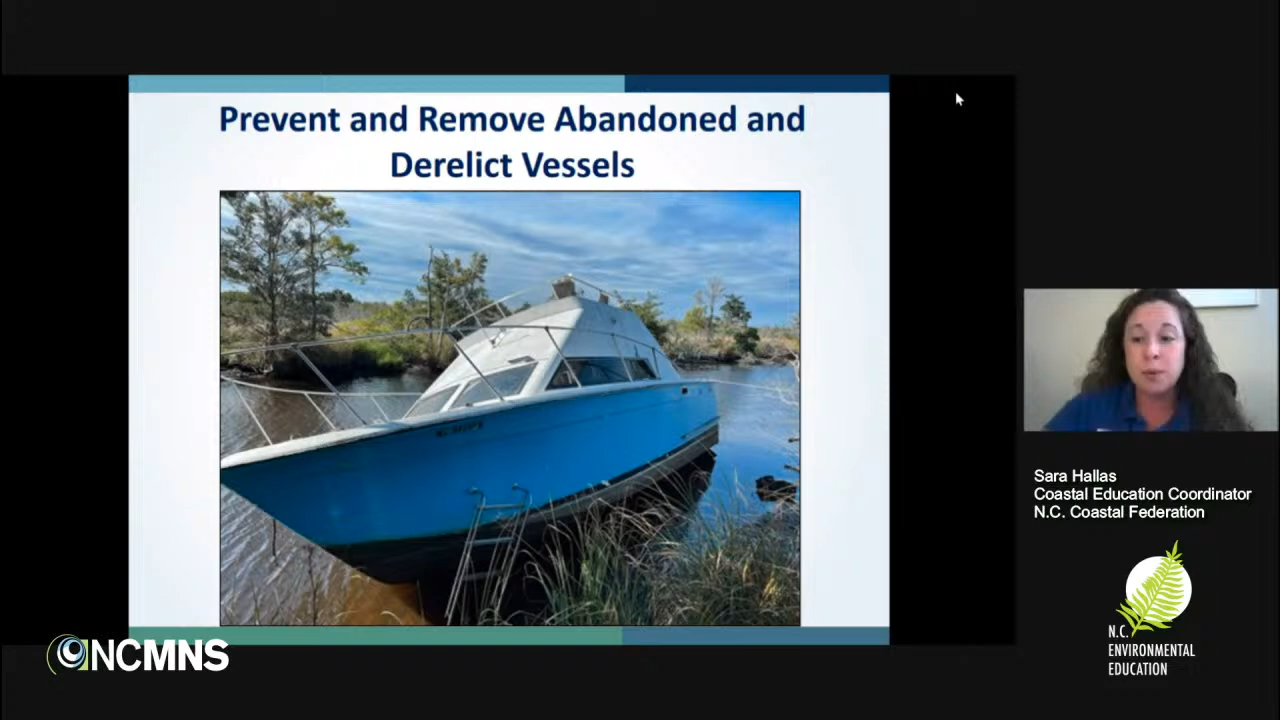 Prevent and Remove Abandoned and
Derelict Vessels
Sara Hallas
Coastal Education Coordinator
N.C. Coastal Federation
NCMNS
N.C.
ENVIRONMENTAL
EDUCATION